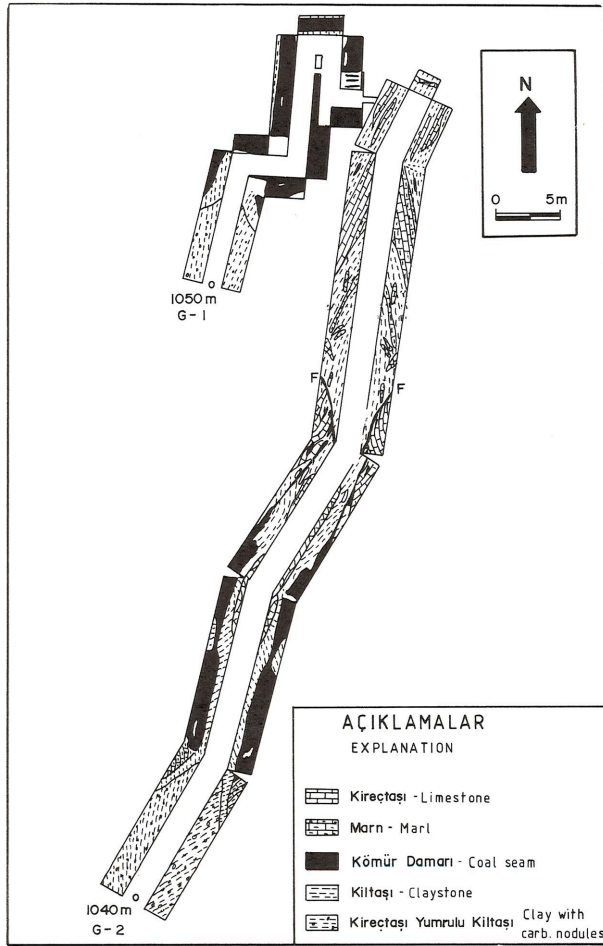 N
0 5m
1050 m
G-1
F
F
1040 m
G-2
AÇIKLAMALAR
EXPLANATION
Kireçtaşı - Limestone
Marn - Marl
Kömür Damarı - Coal seam
Kiltaşı - Claystone
Kireçtaşı Yumrulu Kiltaşı Clay with
carb. nodules